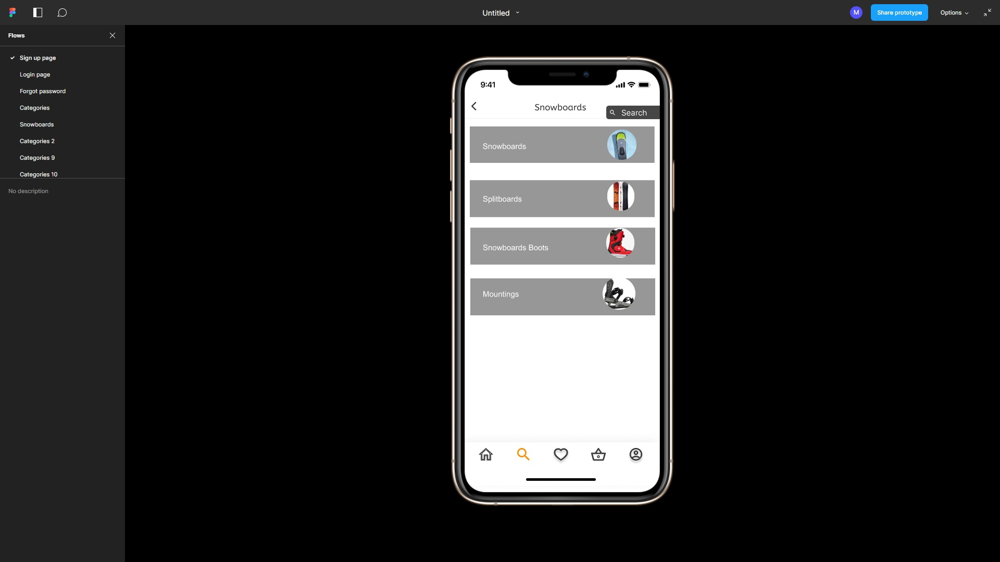 Untitled
M
Share prototype
Options
Flows
Sign up page
Login page
Forgot password
Categories
Snowboards
Categories 2
Categories 9
Categories 10
No description
9:41
Snowboards
Search
Snowboards
Splitboards
Snowboards Boots
Mountings